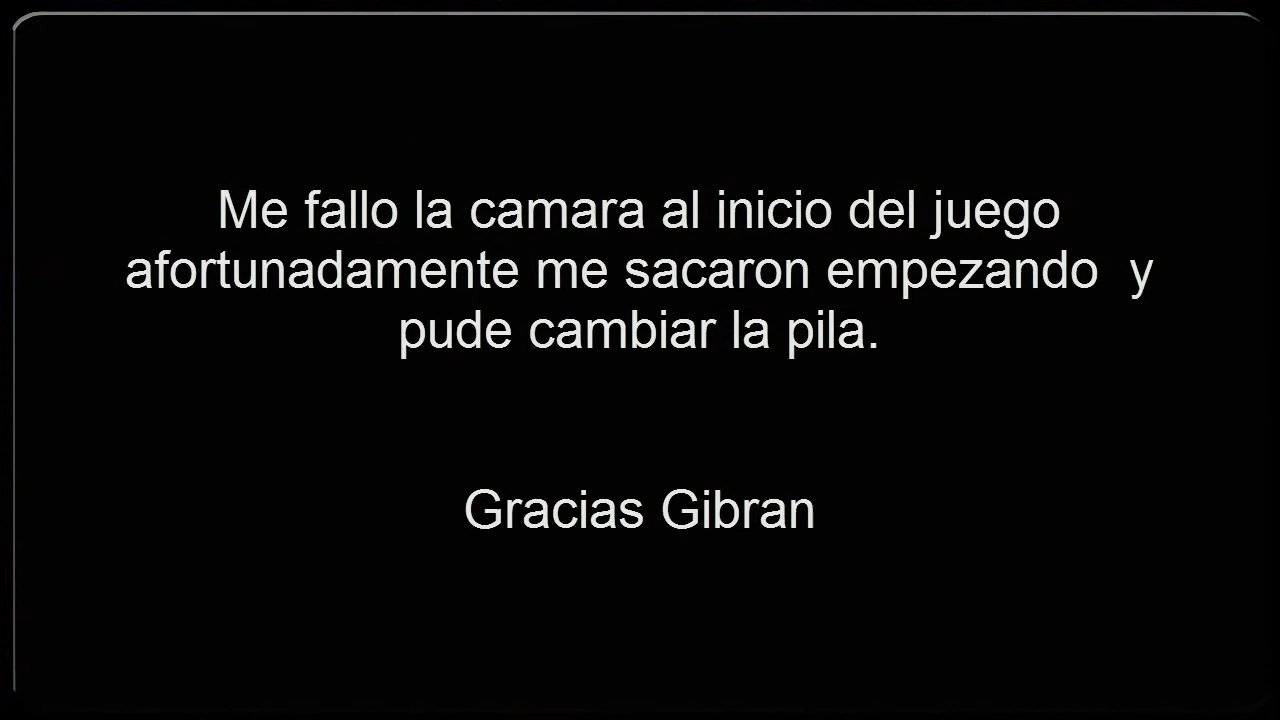 Me fallo la camara al inicio del juego
afortunadamente me sacaron empezando  y
pude cambiar la pila.
Gracias Gibran